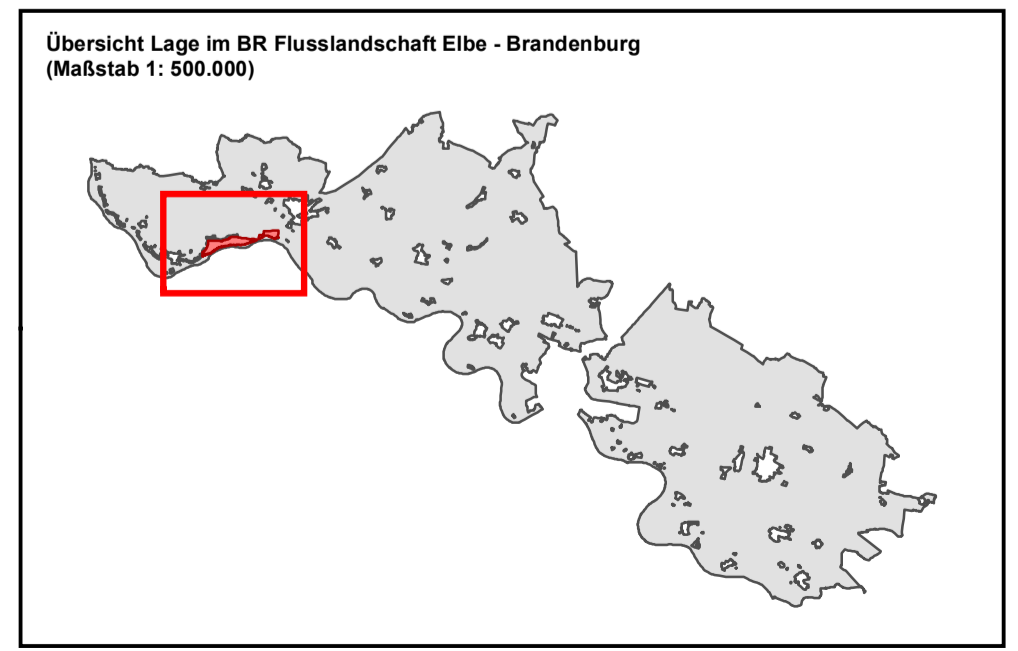 Übersicht Lage im BR Flusslandschaft Elbe - Brandenburg
(Maßstab 1: 500.000)